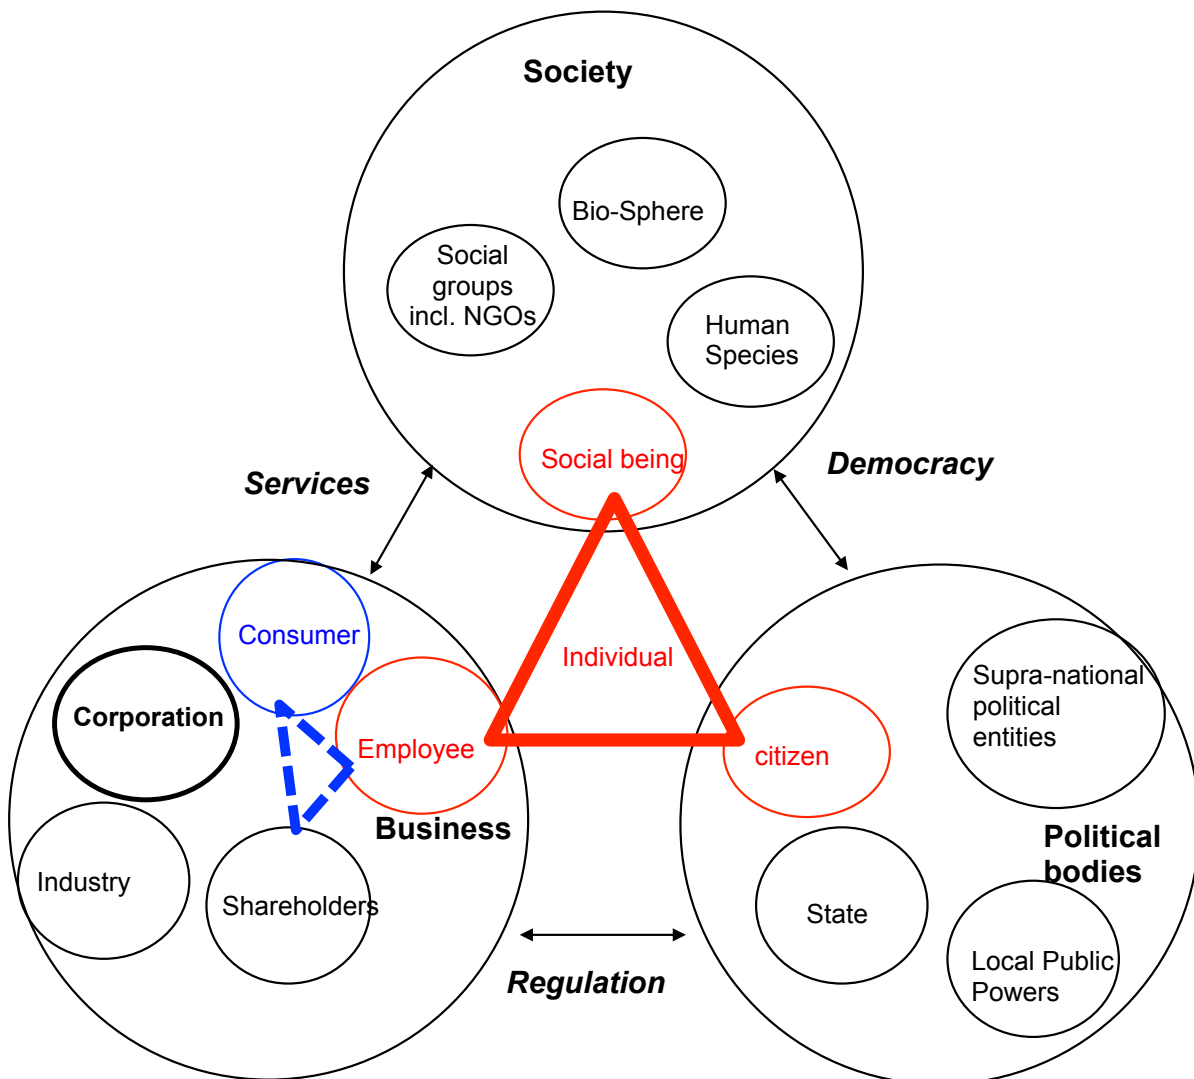 Society
Bio-Sphere
Social
groups
incl. NGOs
Human
Species
Social being
Services
Democracy
Individual
Consumer
Corporation
Employee
Business
Industry
Shareholders
citizen
Supra-national
political
entities
Political
bodies
State
Local Public
Powers
Regulation